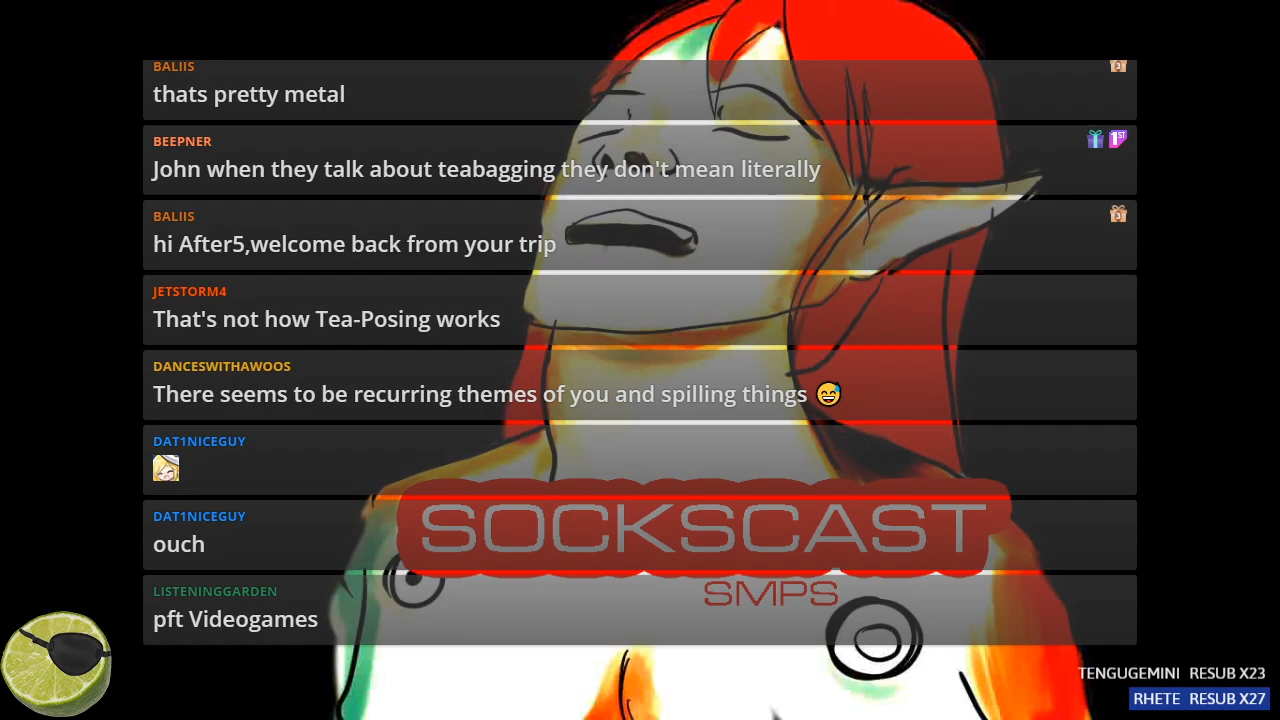 BALIIS
thats pretty metal
BEEPNER
1ST
John when they talk about teabagging they don't mean literally
BALIIS
3
hi After5,welcome back from your trip
JETSTORM4
That's not how Tea-Posing works
DANCESWITHAWOOS
There seems to be recurring themes of you and spilling things 😅
DAT1NICEGUY
DAT1NICEGUY
ouch
LISTENINGGARDEN
pft Videogames
SOCKSCAST
SMPS
TENGUGEMINI RESUB X23
RHETE RESUB X27